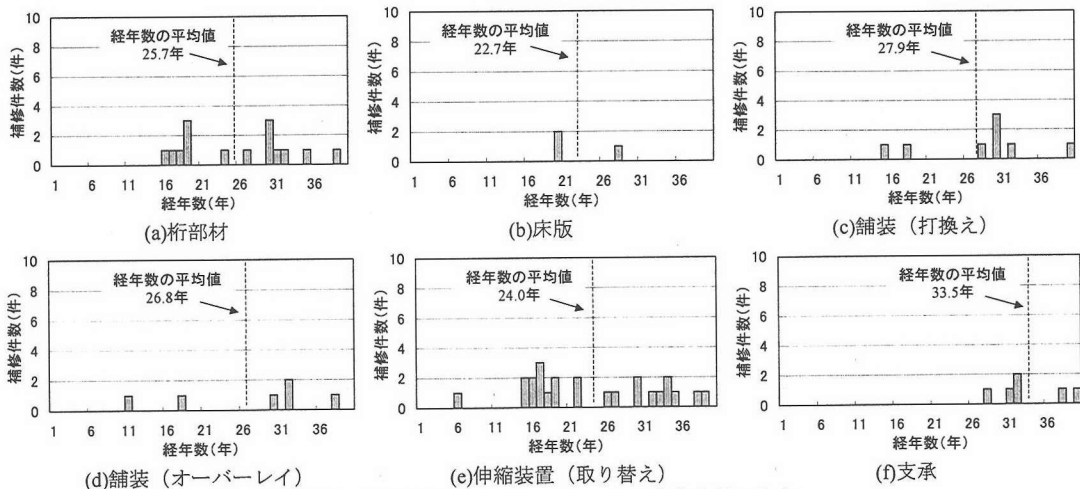 10
8
6
4
2
0
補修件数(件)
経年数の平均値
25.7年
1 6 11 16 21 26 31 36
経年数(年)
(a)桁部材
10
8
6
4
2
0
補修件数(件)
経年数の平均値
22.7年
1 6 11 16 21 26 31 36
経年数(年)
(b)床版
10
8
6
4
2
0
補修件数(件)
経年数の平均値
27.9年
1 6 11 16 21 26 31 36
経年数(年)
(c)舗装(打換え)
10
8
6
4
2
0
補修件数(件)
経年数の平均値
26.8年
1 6 11 16 21 26 31 36
経年数(年)
(d)舗装(オーバーレイ)
10
8
6
4
2
0
補修件数(件)
経年数の平均値
24.0年
1 6 11 16 21 26 31 36
経年数(年)
(e)伸縮装置(取り替え)
10
8
6
4
2
0
補修件数(件)
経年数の平均値
33.5年
1 6 11 16 21 26 31 36
経年数(年)
(f)支承